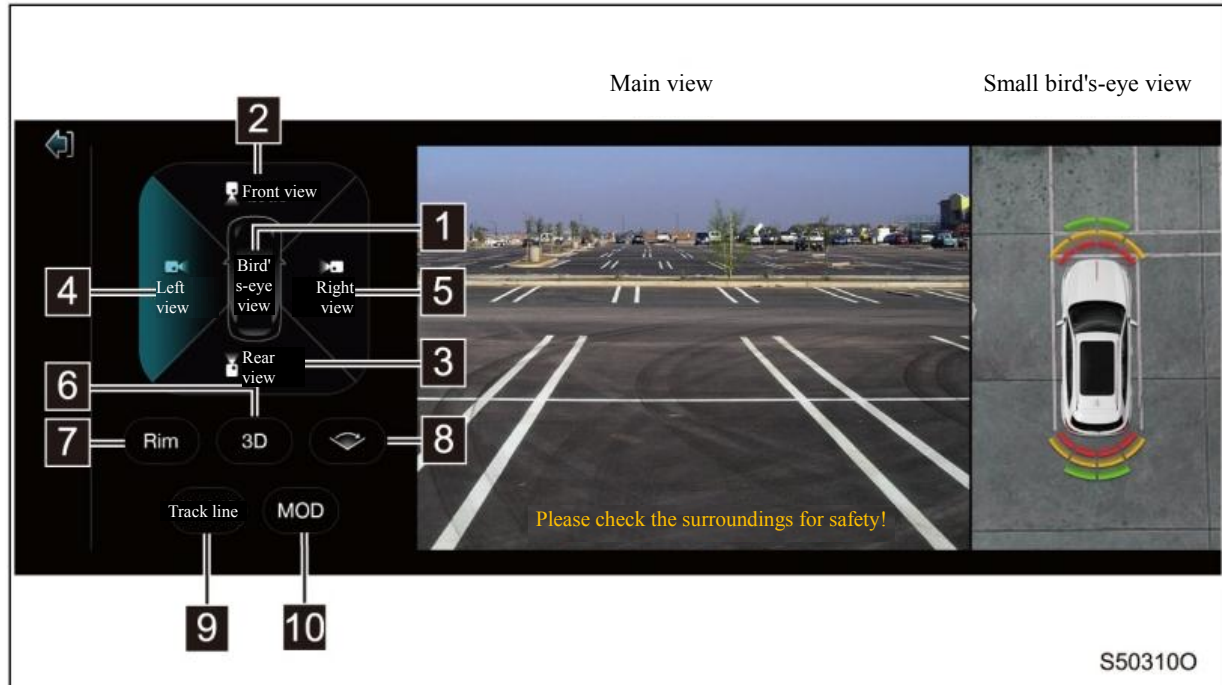 Main view
Small bird's-eye view
2
Front view
1
Bird'
s-eye
view
4
Left
view
Right
view
5
Rear
view
3
6
7
Rim
3D
8
Track line
MOD
Please check the surroundings for safety!
9
10
S50310O